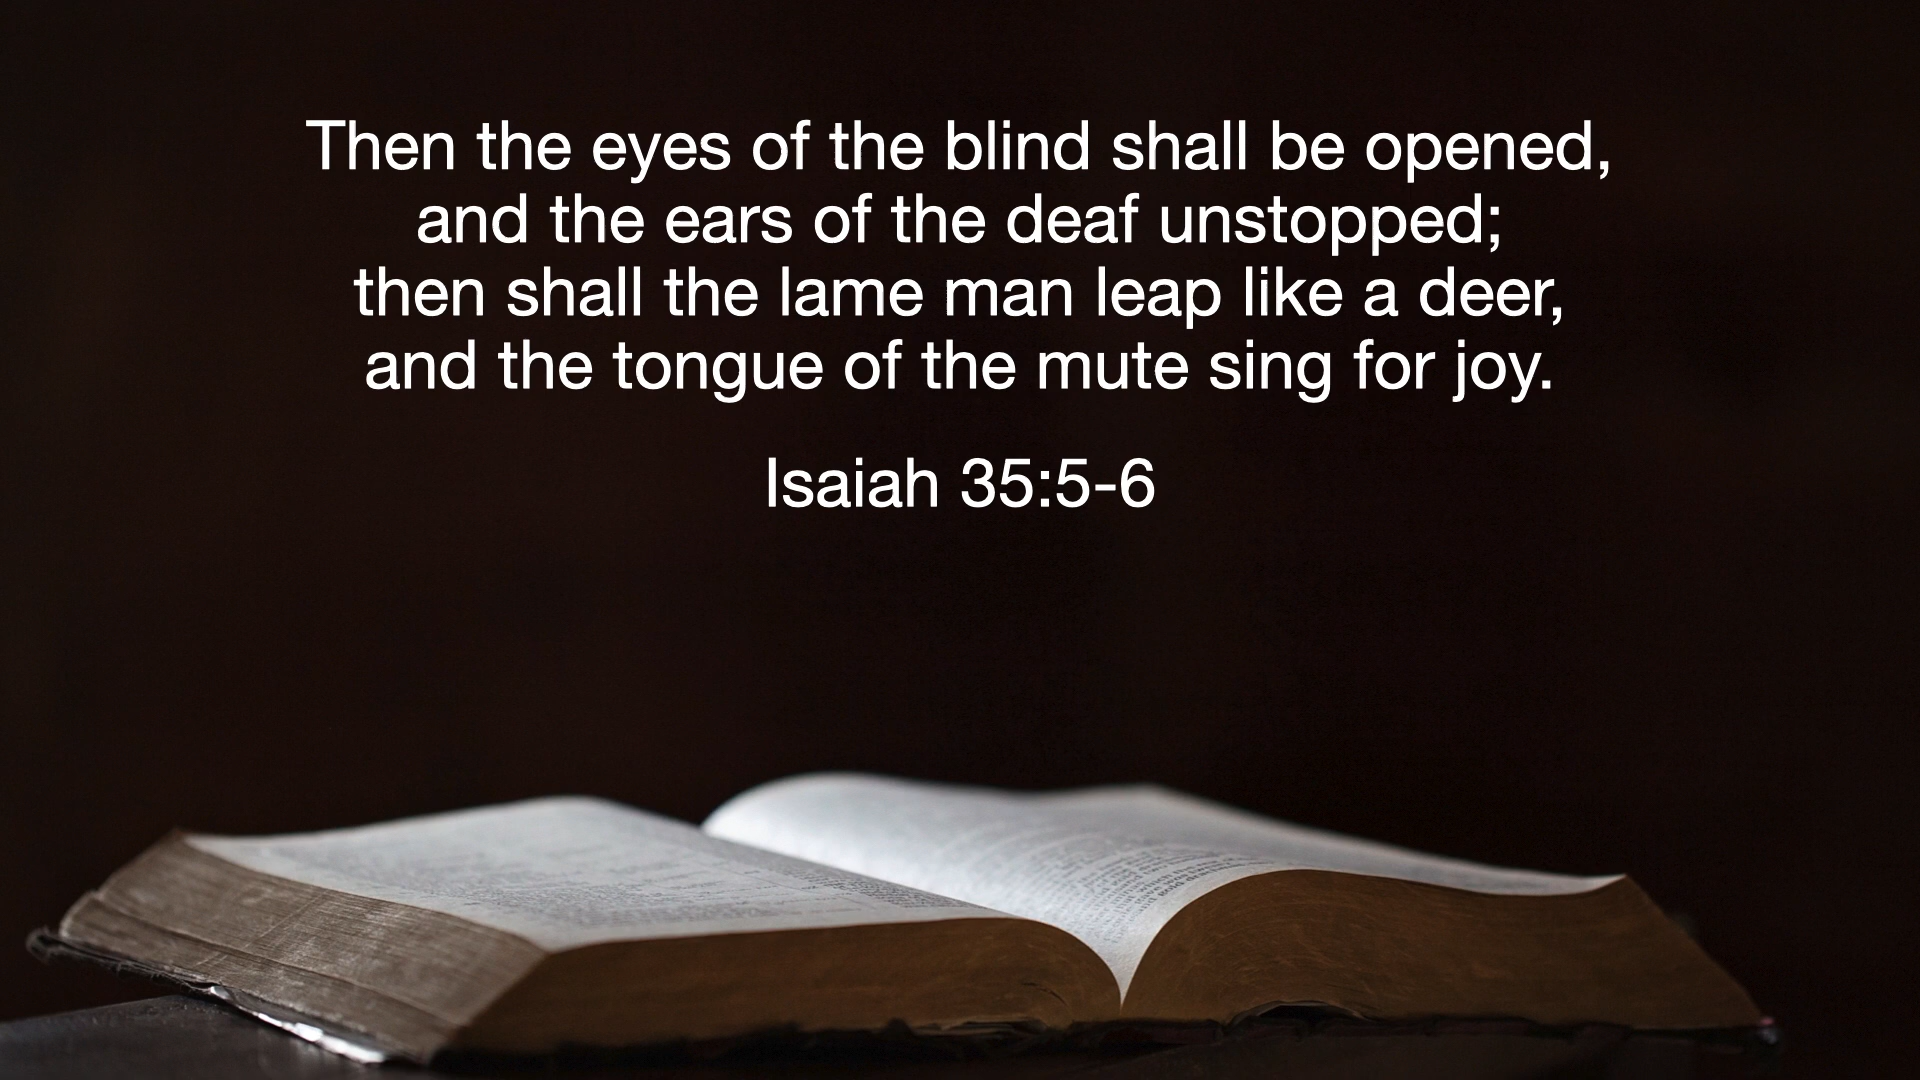 Then the eyes of the blind shall be opened,
and the ears of the deaf unstopped;
then shall the lame man leap like a deer,
and the tongue of the mute sing for joy.
Isaiah 35:5-6